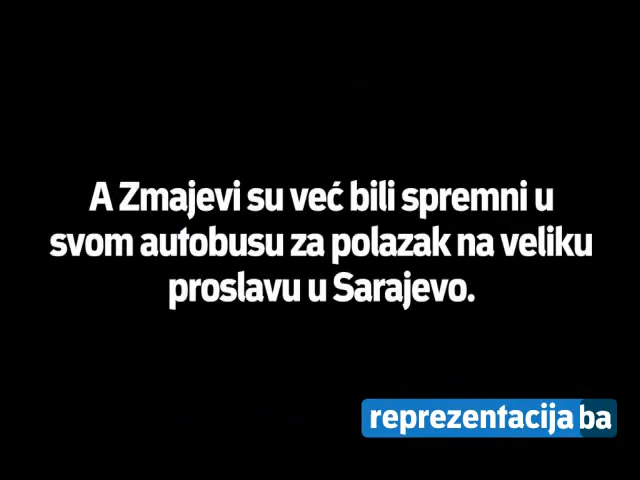 A Zmajevi su već bili spremni u
svom autobusu za polazak na veliku
proslavu u Sarajevo.
reprezentacija ba